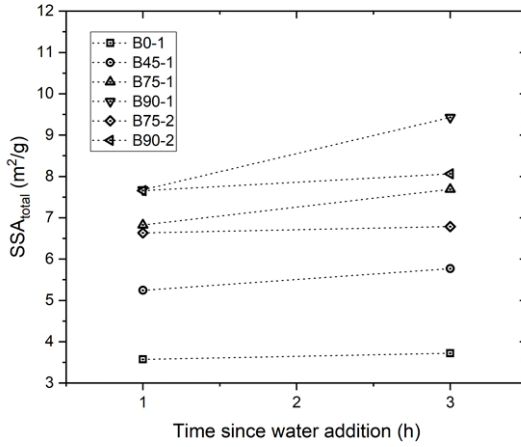 12
11
10
9
8
7
6
5
4
3
SSAtotal (m²/g)
B0-1
B45-1
B75-1
B90-1
B75-2
B90-2
1
2
3
Time since water addition (h)